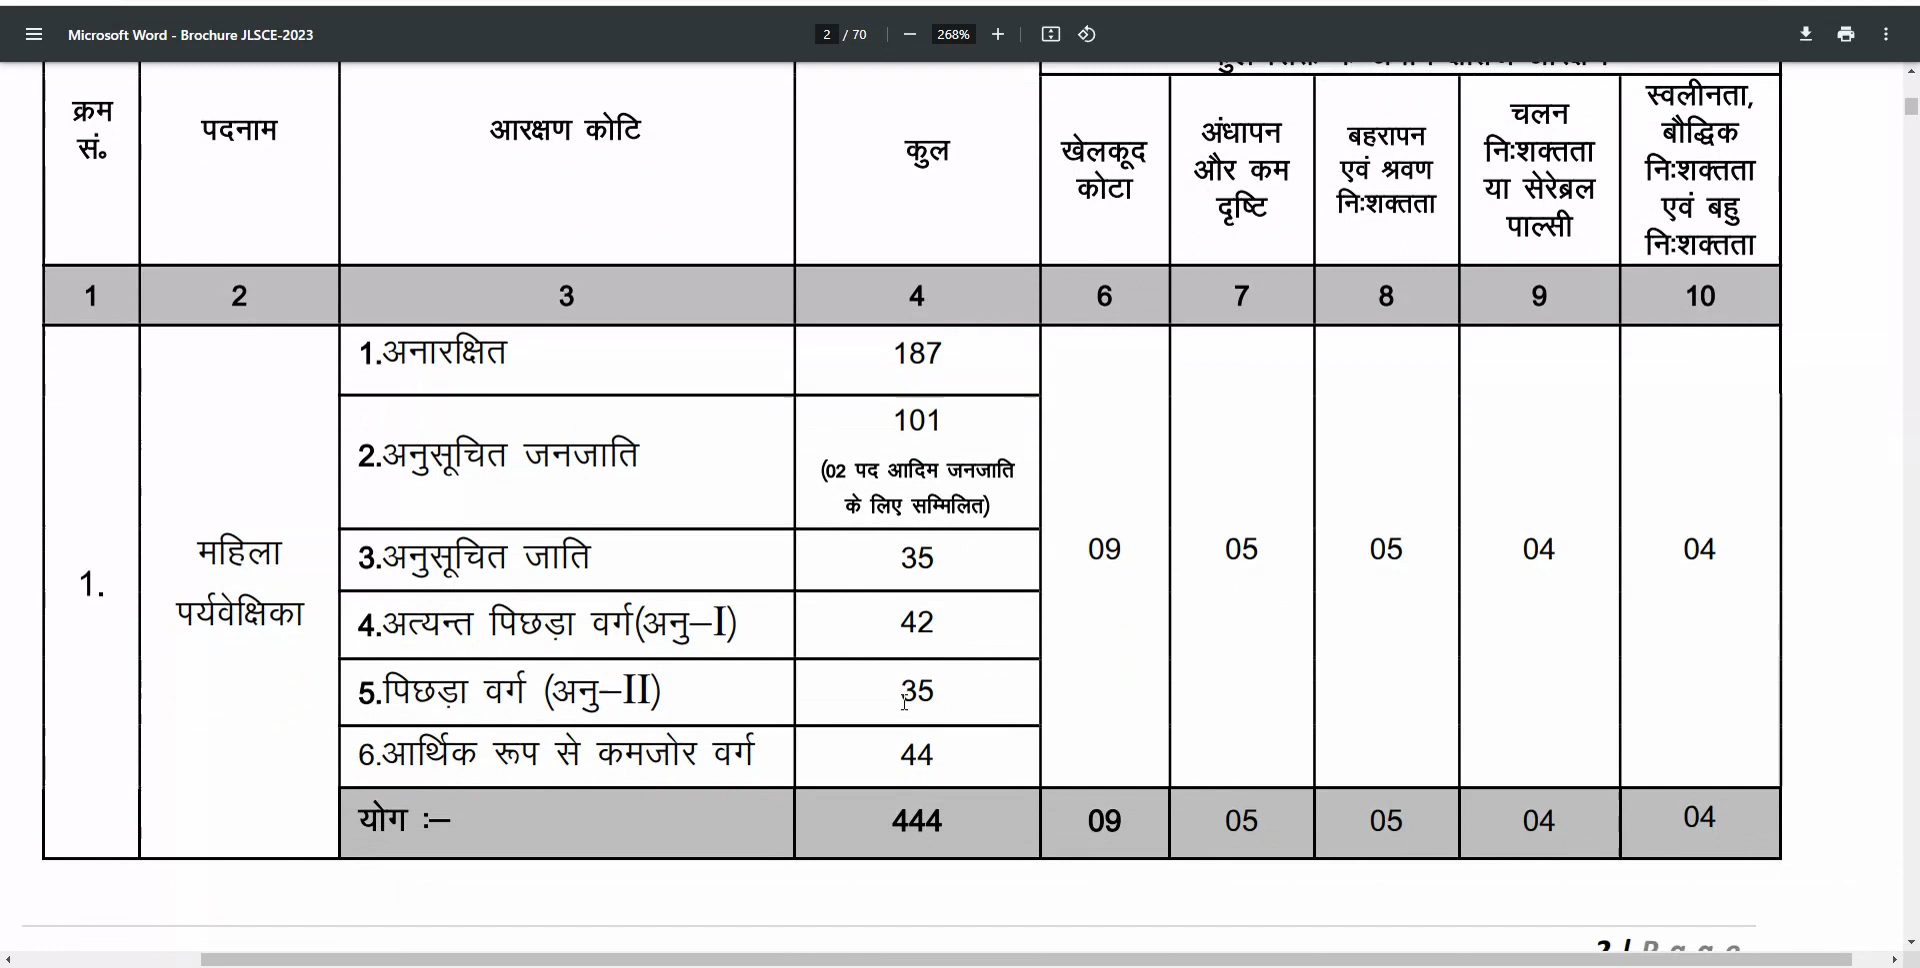 Microsoft Word - Brochure JLSCE-2023
2 / 70
268%
क्रम सं०
पदनाम
आरक्षण कोटि
कुल
खेलकूद कोटा
अंधापन और कम दृष्टि
बहरापन एवं श्रवण निःशक्तता
चलन निःशक्तता या सेरेब्रल पाल्सी
स्वलीनता, बौद्धिक निःशक्तता एवं बहु निःशक्तता
1 2 3 4 6 7 8 9 10
1.
महिला
पर्यवेक्षिका
1.अनारक्षित 187
2.अनुसूचित जनजाति 101
(02 पद आदिम जनजाति
के लिए सम्मिलित)
3.अनुसूचित जाति 35
4.अत्यन्त पिछड़ा वर्ग(अनु–I) 42
5.पिछड़ा वर्ग (अनु–II) 35
6.आर्थिक रूप से कमजोर वर्ग 44
09 05 05 04 04
योग :– 444 09 05 05 04 04
2 | P a g e